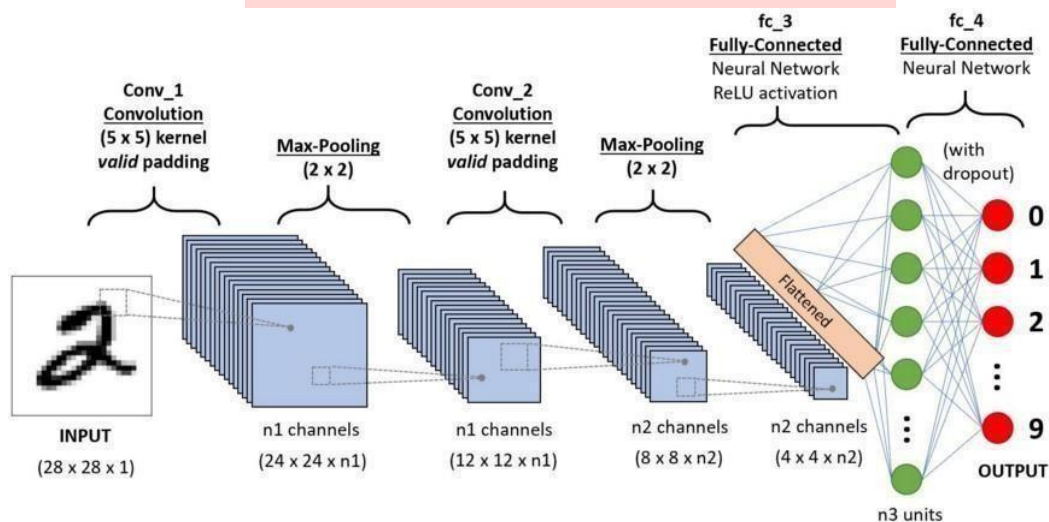 fc_3
Fully-Connected
Neural Network
ReLU activation
fc_4
Fully-Connected
Neural Network
Conv_1
Convolution
(5 x 5) kernel
valid padding
Max-Pooling
(2 x 2)
Conv_2
Convolution
(5 x 5) kernel
valid padding
Max-Pooling
(2 x 2)
(with
dropout)
Flattened
0
1
2
9
INPUT
(28 x 28 x 1)
n1 channels
(24 x 24 x n1)
n1 channels
(12 x 12 x n1)
n2 channels
(8 x 8 x n2)
n2 channels
(4 x 4 x n2)
OUTPUT
n3 units